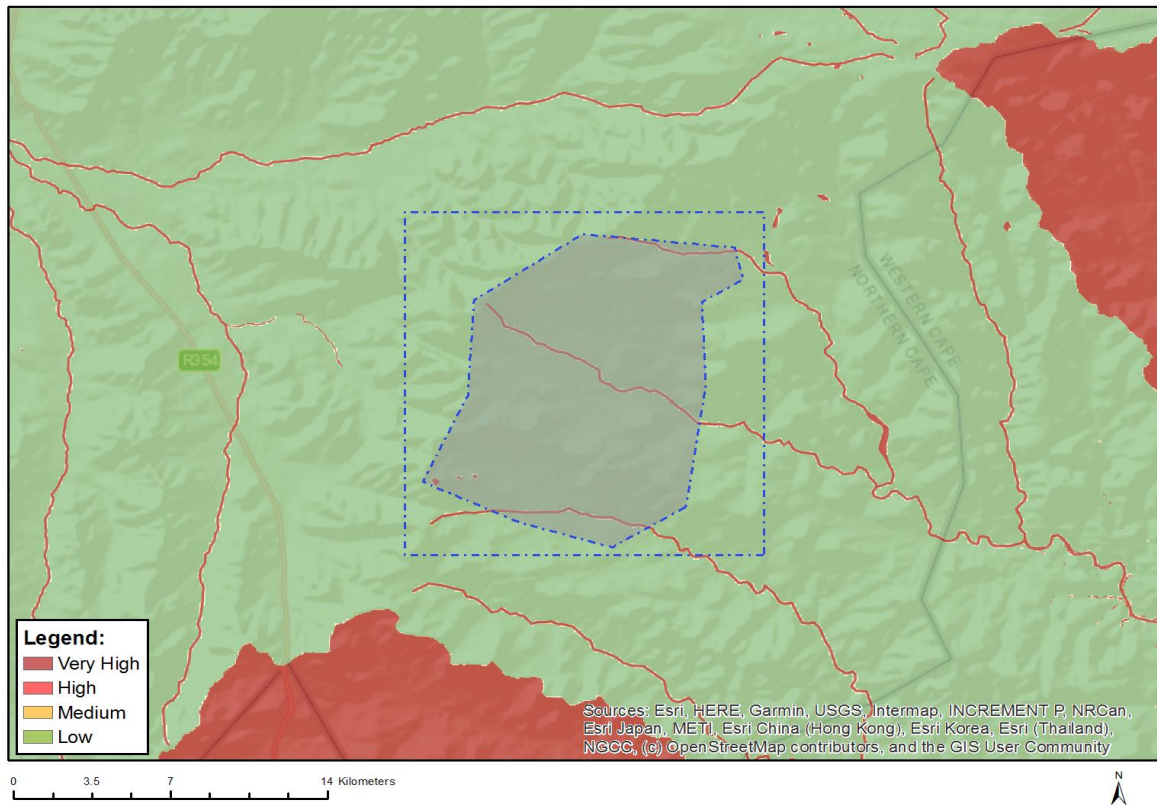 WESTERN CAPE
NORTHERN CAPE
R354
Legend:
Very High
High
Medium
Low
Sources: Esri, HERE, Garmin, USGS, Intermap, INCREMENT P, NRCan,
Esri Japan, METI, Esri China (Hong Kong), Esri Korea, Esri (Thailand),
NGCC, (c) OpenStreetMap contributors, and the GIS User Community
0 3.5 7 14 Kilometers
N